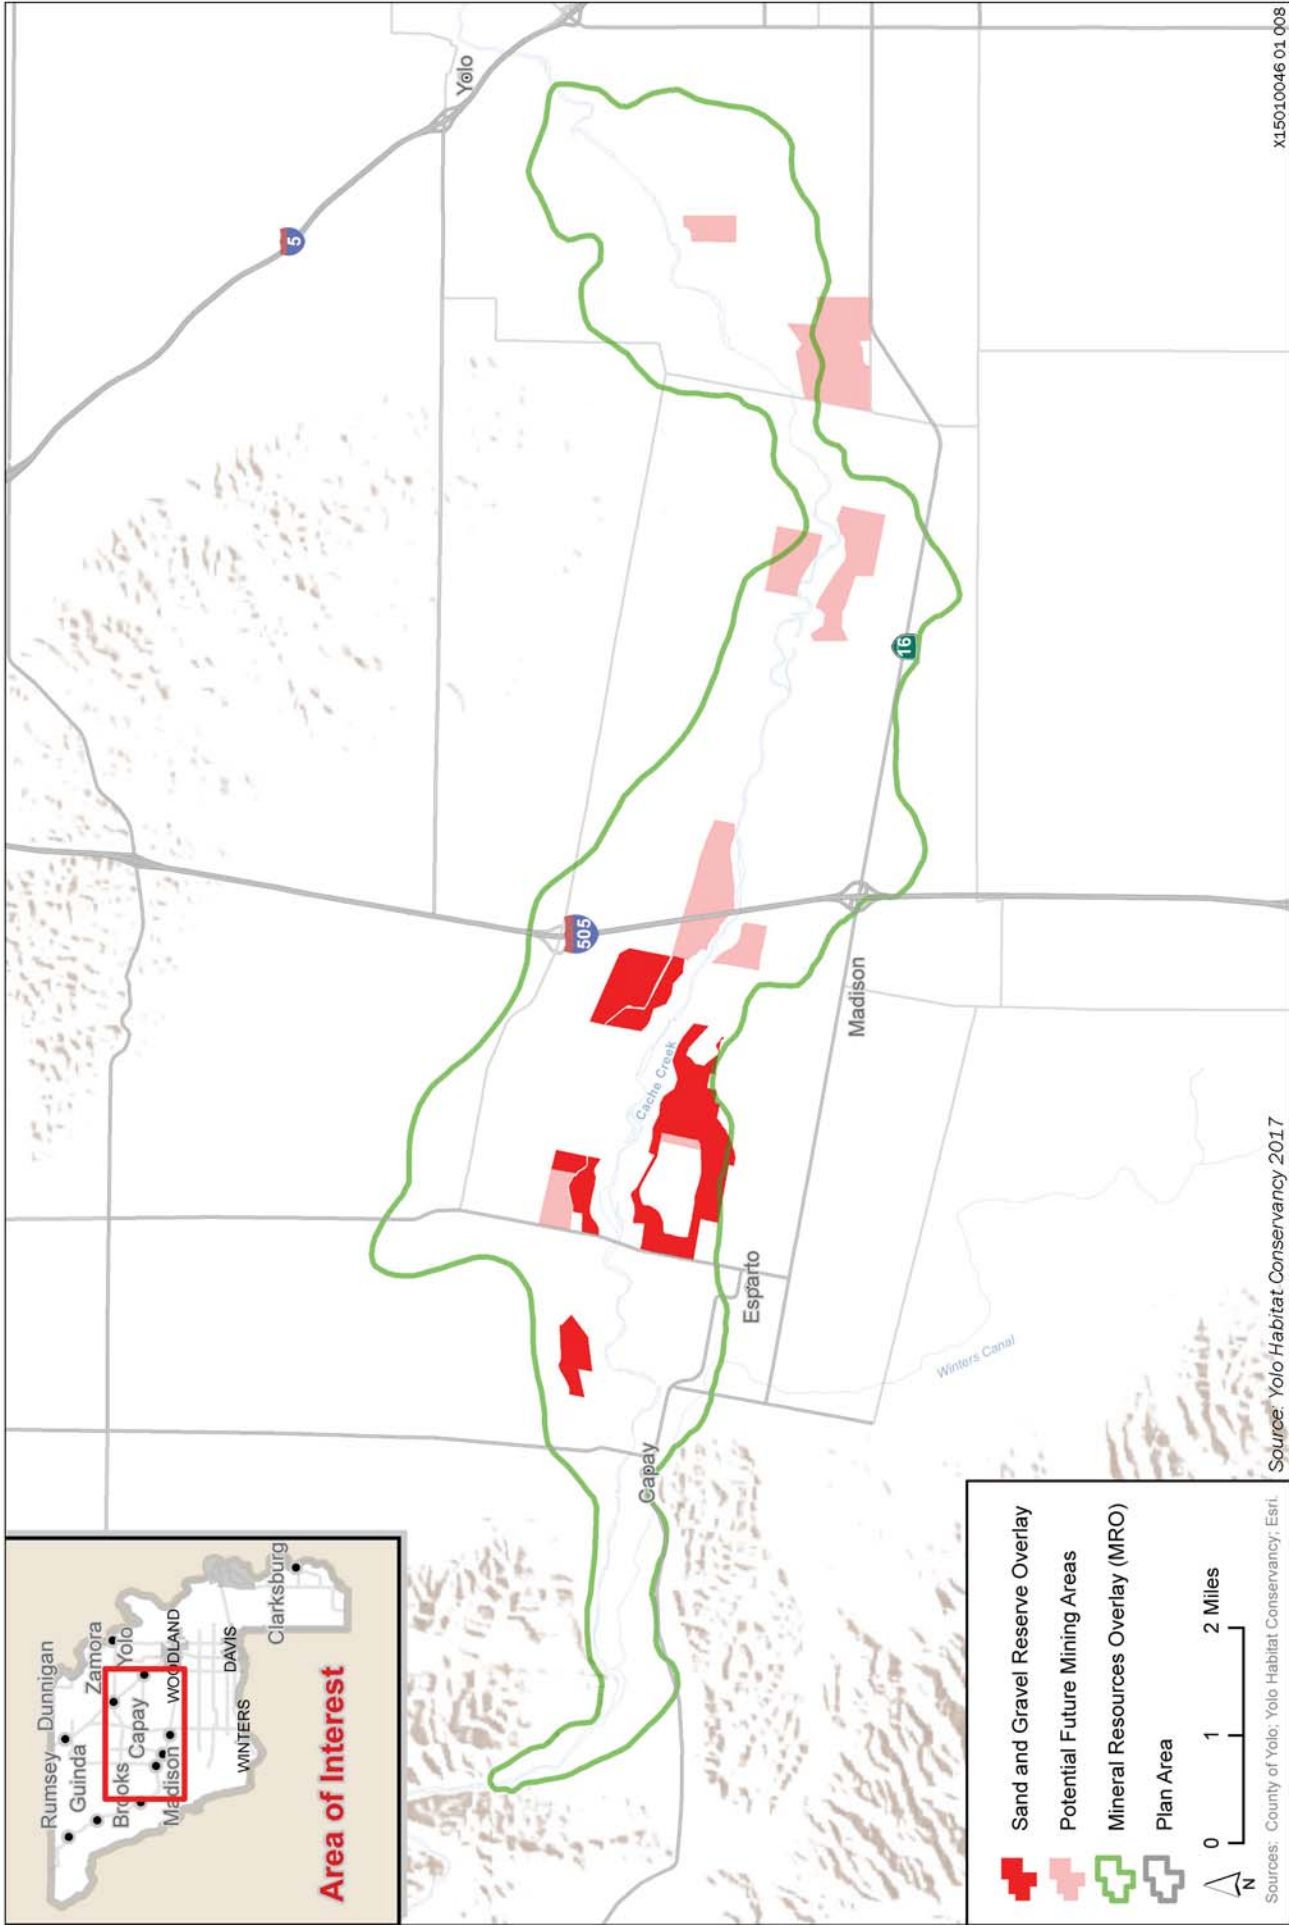 Rumsey
Dunnigan
Guinda
Zamora
Yolo
Brooks
Capay
Madison
WOODLAND
DAVIS
WINTERS
Clarksburg
Area of Interest
5
Yolo
505
Cache Creek
16
Madison
Esparto
Capay
Winters Canal
Sand and Gravel Reserve Overlay
Potential Future Mining Areas
Mineral Resources Overlay (MRO)
Plan Area
N
0 1 2 Miles
Sources: County of Yolo; Yolo Habitat Conservancy; Esri.
Source: Yolo Habitat Conservancy 2017
X15010046 01 008